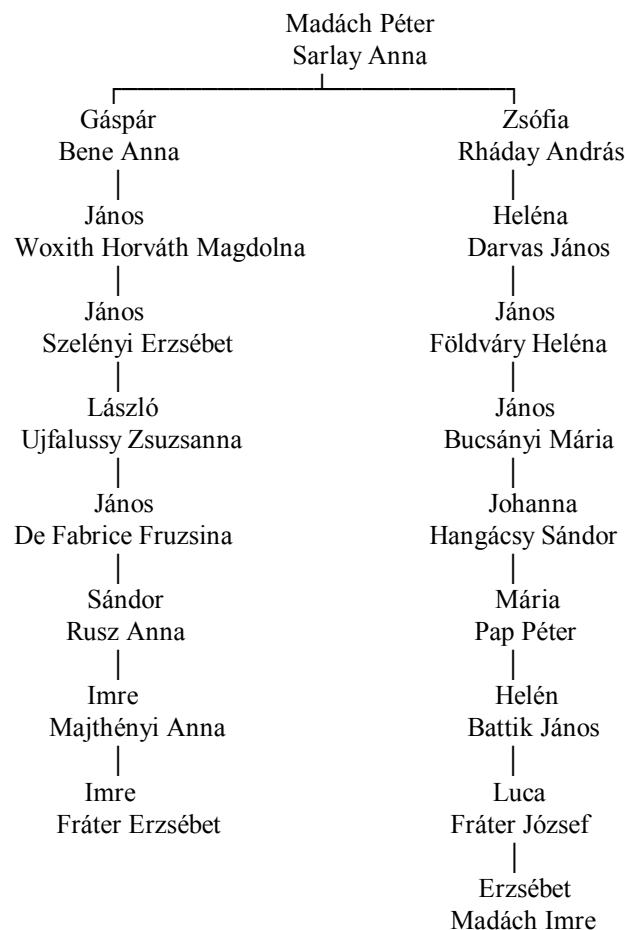 Madách Péter
Sarlay Anna
Gáspár
Bene Anna
János
Woxith Horváth Magdolna
János
Szelényi Erzsébet
László
Ujfalussy Zsuzsanna
János
De Fabrice Fruzsina
Sándor
Rusz Anna
Imre
Majthényi Anna
Imre
Fráter Erzsébet
Zsófia
Rháday András
Heléna
Darvas János
János
Földváry Heléna
János
Bucsányi Mária
Johanna
Hangácsy Sándor
Mária
Pap Péter
Helén
Battik János
Luca
Fráter József
Erzsébet
Madách Imre